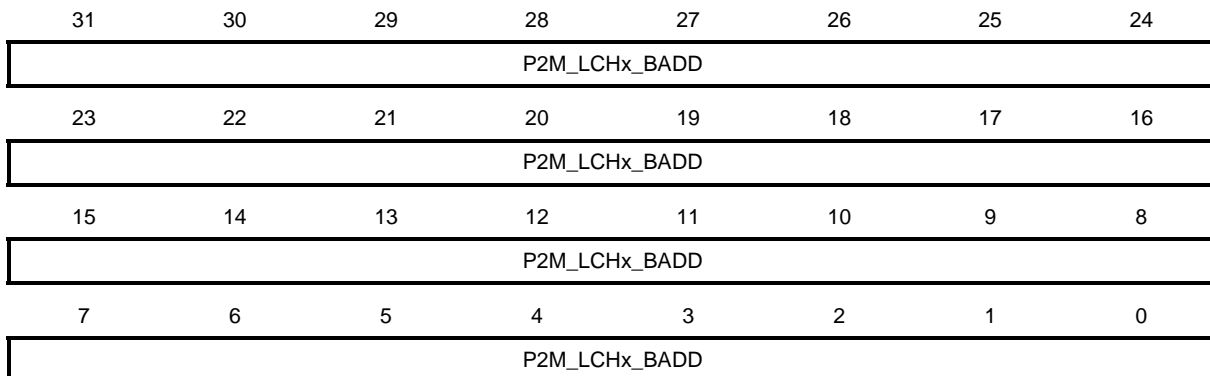 31 30 29 28 27 26 25 24
P2M_LCHx_BADD
23 22 21 20 19 18 17 16
P2M_LCHx_BADD
15 14 13 12 11 10 9 8
P2M_LCHx_BADD
7 6 5 4 3 2 1 0
P2M_LCHx_BADD